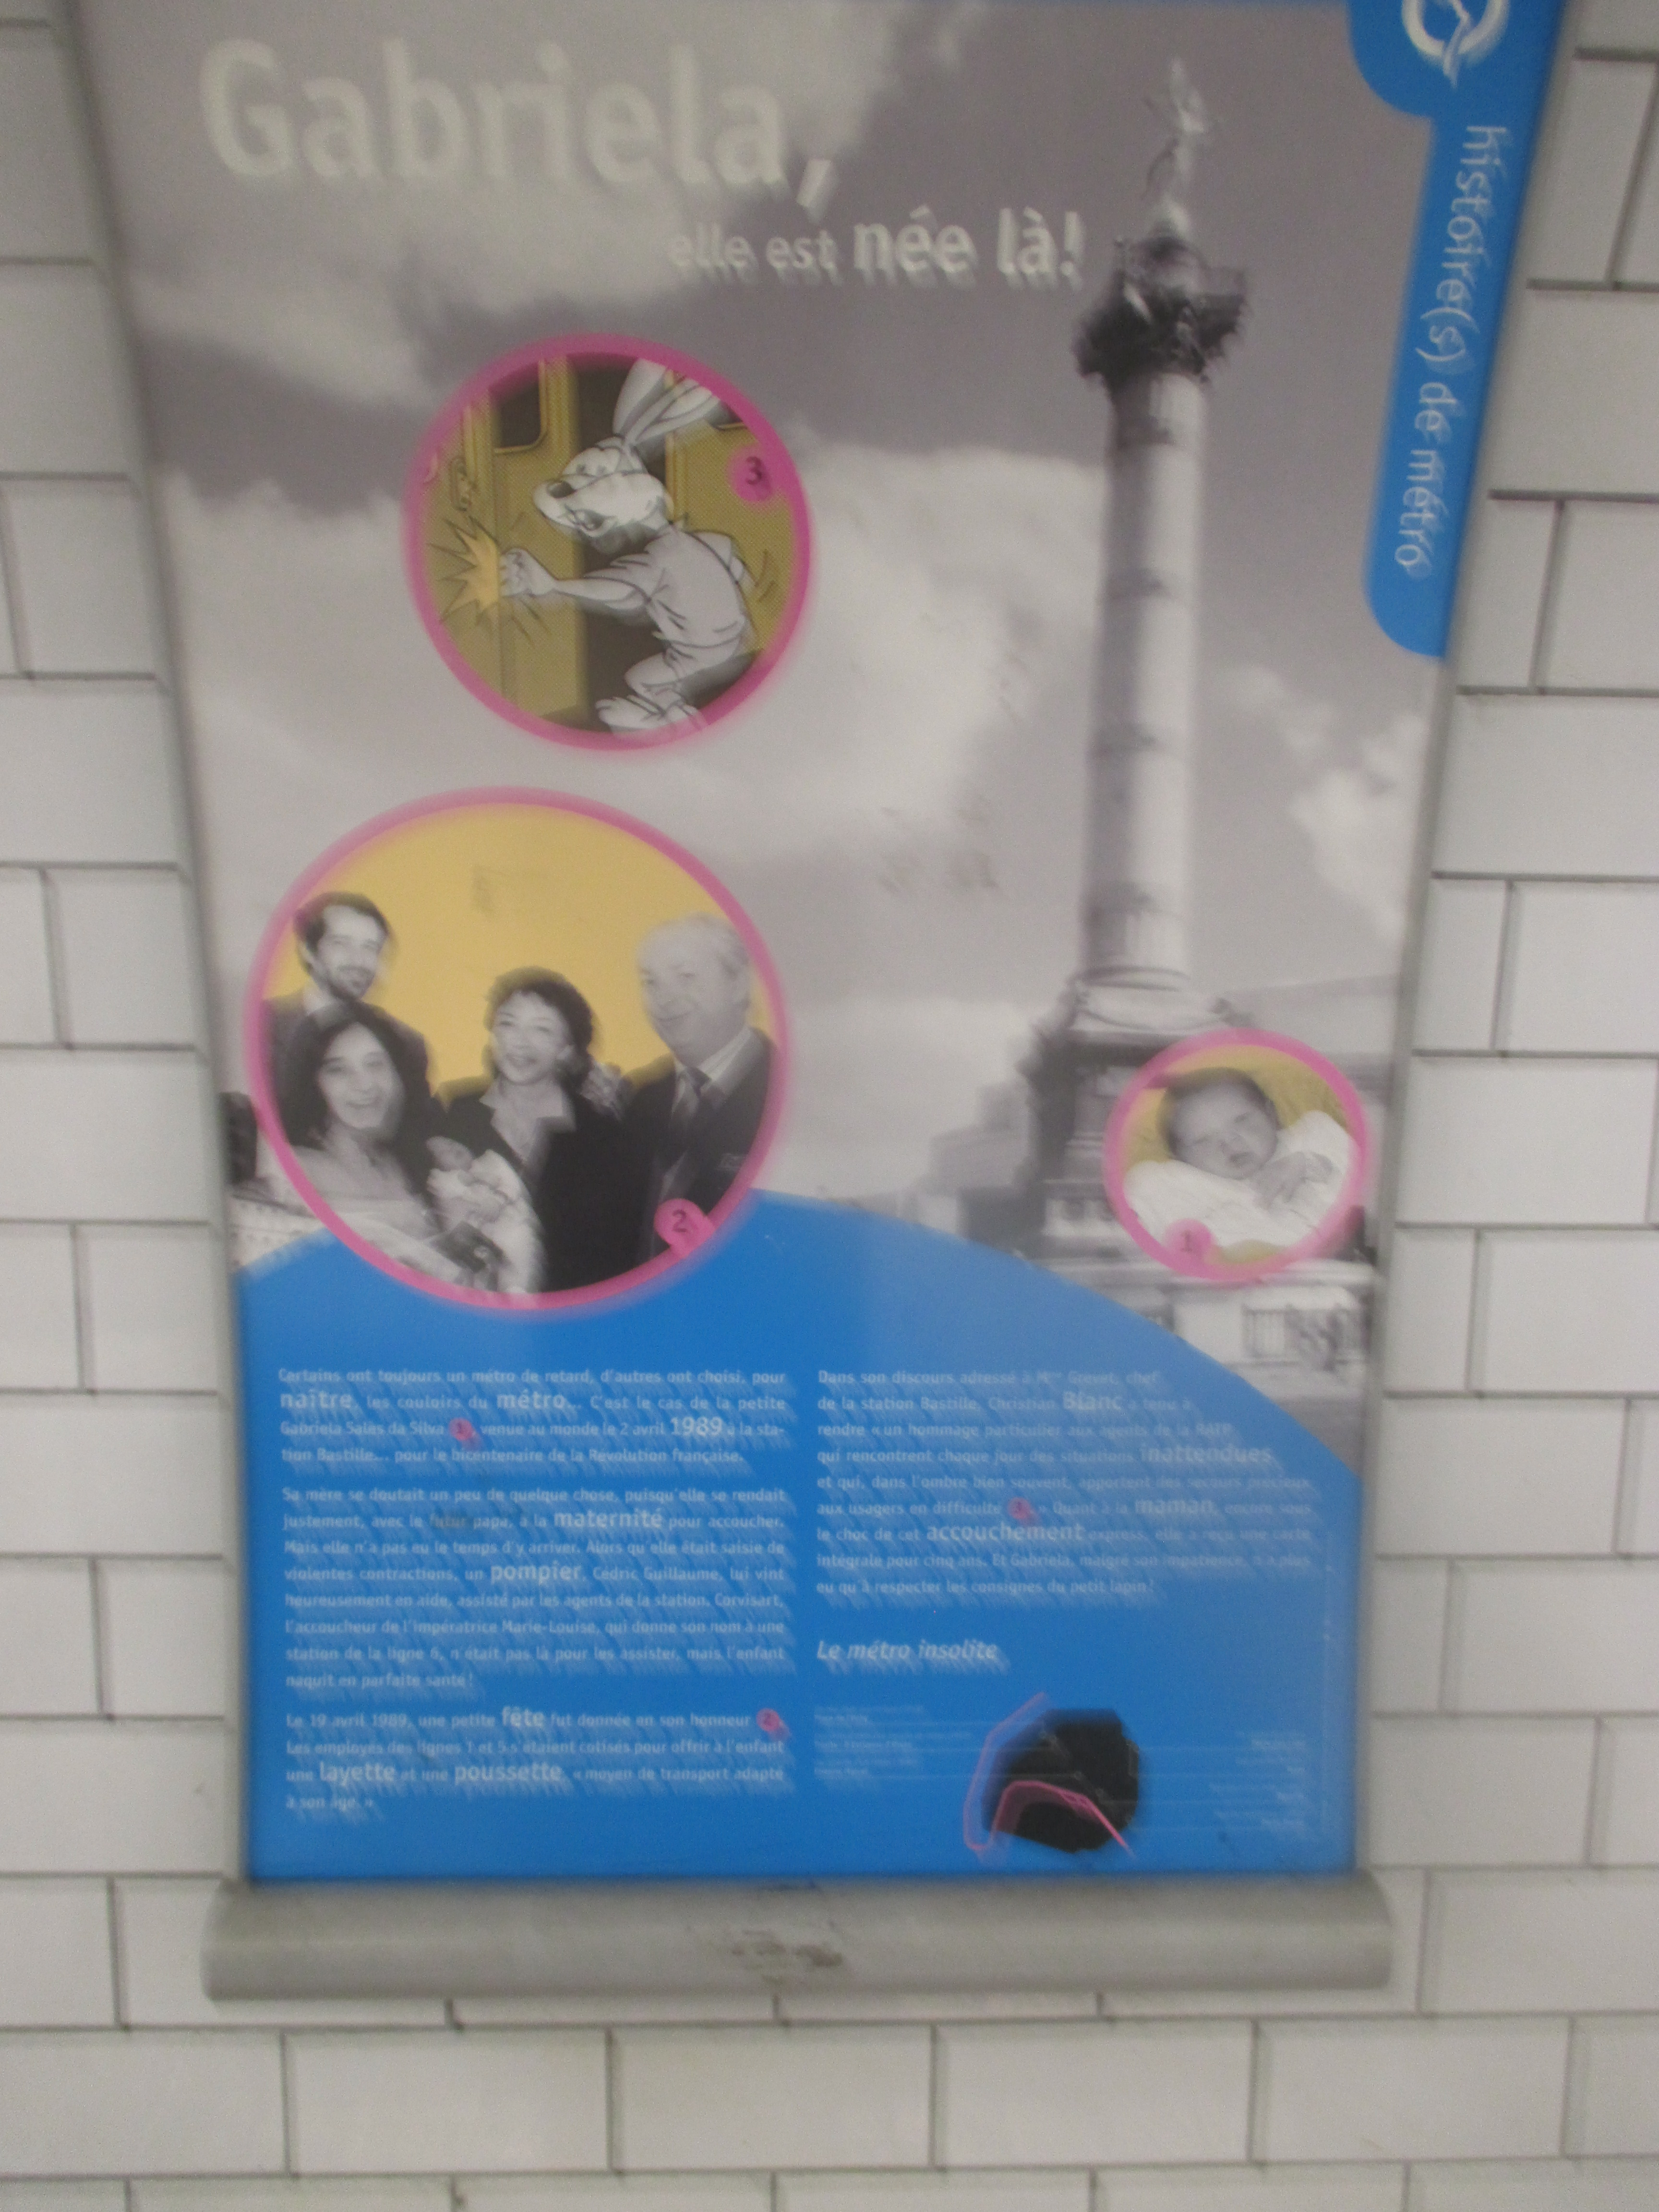 Gabriela,
elle est née là!
histoire(s) de métro
3
2
1
Certains ont toujours un métro de retard, d'autres ont choisi, pour
naître, les couloirs du métro... C'est le cas de la petite
Gabriela Sales da Silva 1, venue au monde le 2 avril 1989 à la sta-
tion Bastille... pour le bicentenaire de la Révolution française.
Sa mère se doutait un peu de quelque chose, puisqu'elle se rendait
justement, avec le futur papa, à la maternité pour accoucher.
Mais elle n'a pas eu le temps d'y arriver. Alors qu'elle était saisie de
violentes contractions, un pompier, Cédric Guillaume, lui vint
heureusement en aide, assisté par les agents de la station. Corvisart,
l'accoucheur de l'impératrice Marie-Louise, qui donne son nom à une
station de la ligne 6, n'était pas là pour les assister, mais l'enfant
naquit en parfaite santé!
Le 19 avril 1989, une petite fête fut donnée en son honneur 2.
Les employés des lignes 1 et 5 s'étaient cotisés pour offrir à l'enfant
une layette et une poussette, « moyen de transport adapté
à son âge. »
Dans son discours adressé à Mme Grevet, chef
de la station Bastille, Christian Blanc a tenu à
rendre « un hommage particulier aux agents de la RATP
qui rencontrent chaque jour des situations inattendues
et qui, dans l'ombre bien souvent, apportent des secours précieux
aux usagers en difficulté 3. » Quant à la maman, encore sous
le choc de cet accouchement express, elle a reçu une carte
intégrale pour cinq ans. Et Gabriela, malgré son impatience, n'a plus
eu qu'à respecter les consignes du petit lapin!
Le métro insolite